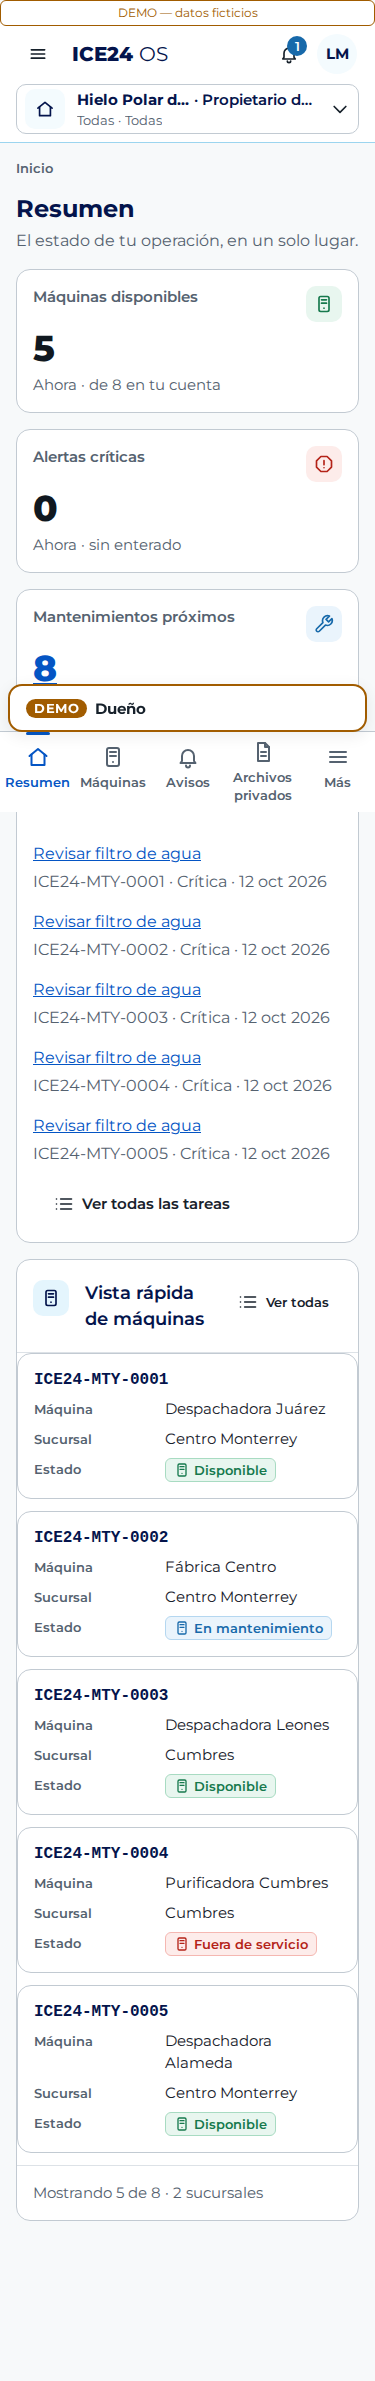 DEMO — datos ficticios
ICE24 OS
1
LM
Hielo Polar d... · Propietario d...
Todas · Todas
Inicio
Resumen
El estado de tu operación, en un solo lugar.
Máquinas disponibles
5
Ahora · de 8 en tu cuenta
Alertas críticas
0
Ahora · sin enterado
Mantenimientos próximos
8
DEMO Dueño
Resumen
Máquinas
Avisos
Archivos privados
Más
Revisar filtro de agua
ICE24-MTY-0001 · Crítica · 12 oct 2026
Revisar filtro de agua
ICE24-MTY-0002 · Crítica · 12 oct 2026
Revisar filtro de agua
ICE24-MTY-0003 · Crítica · 12 oct 2026
Revisar filtro de agua
ICE24-MTY-0004 · Crítica · 12 oct 2026
Revisar filtro de agua
ICE24-MTY-0005 · Crítica · 12 oct 2026
Ver todas las tareas
Vista rápida
de máquinas
Ver todas
ICE24-MTY-0001
Máquina Despachadora Juárez
Sucursal Centro Monterrey
Estado Disponible
ICE24-MTY-0002
Máquina Fábrica Centro
Sucursal Centro Monterrey
Estado En mantenimiento
ICE24-MTY-0003
Máquina Despachadora Leones
Sucursal Cumbres
Estado Disponible
ICE24-MTY-0004
Máquina Purificadora Cumbres
Sucursal Cumbres
Estado Fuera de servicio
ICE24-MTY-0005
Máquina Despachadora
Alameda
Sucursal Centro Monterrey
Estado Disponible
Mostrando 5 de 8 · 2 sucursales